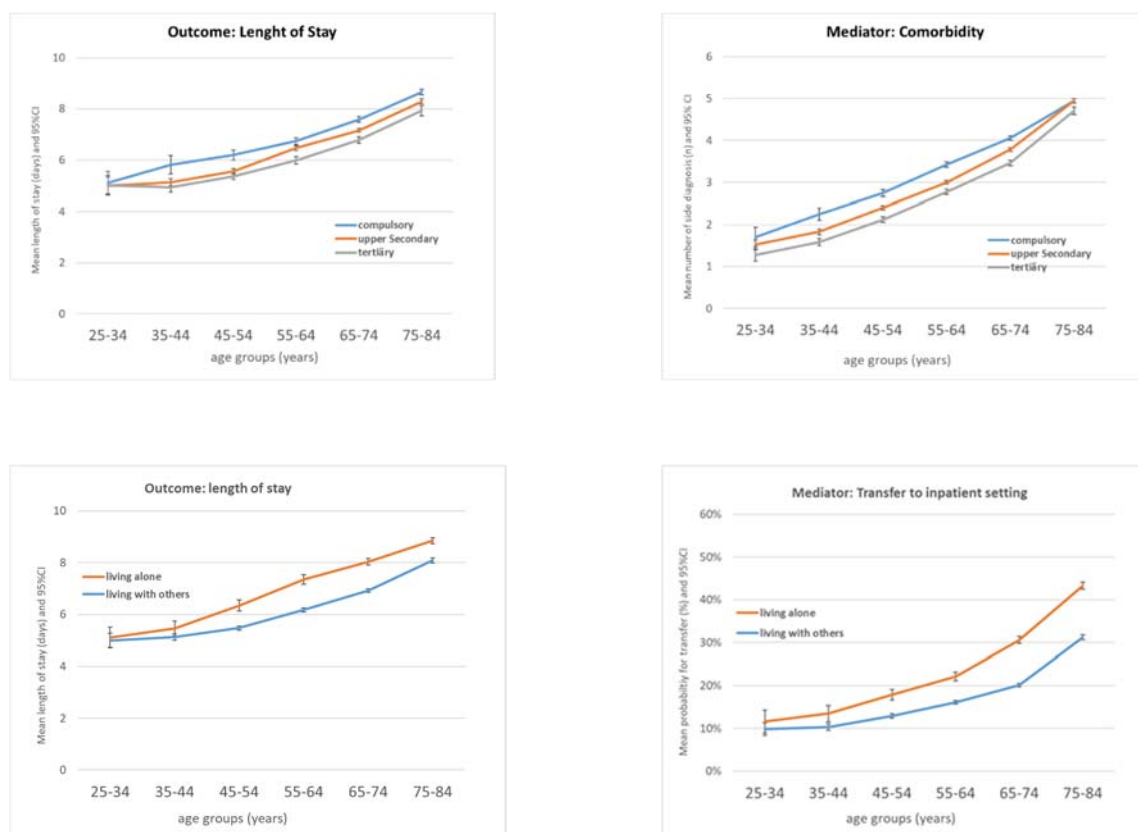 Outcome: Lenght of Stay
Mean length of stay (days) and 95%CI
10
8
6
4
2
0
compulsory
upper Secondary
tertiäry
25-34 35-44 45-54 55-64 65-74 75-84
age groups (years)
Mediator: Comorbidity
Mean number of side diagnosis (n) and 95% CI
6
5
4
3
2
1
0
compulsory
upper Secondary
tertiäry
25-34 35-44 45-54 55-64 65-74 75-84
age groups (years)
Outcome: length of stay
Mean length of stay (days) and 95%CI
10
8
6
4
2
0
living alone
living with others
25-34 35-44 45-54 55-64 65-74 75-84
age groups (years)
Mediator: Transfer to inpatient setting
Mean probabiltiy for transfer (%) and 95%CI
60%
50%
40%
30%
20%
10%
0%
living alone
living with others
25-34 35-44 45-54 55-64 65-74 75-84
age groups (years)